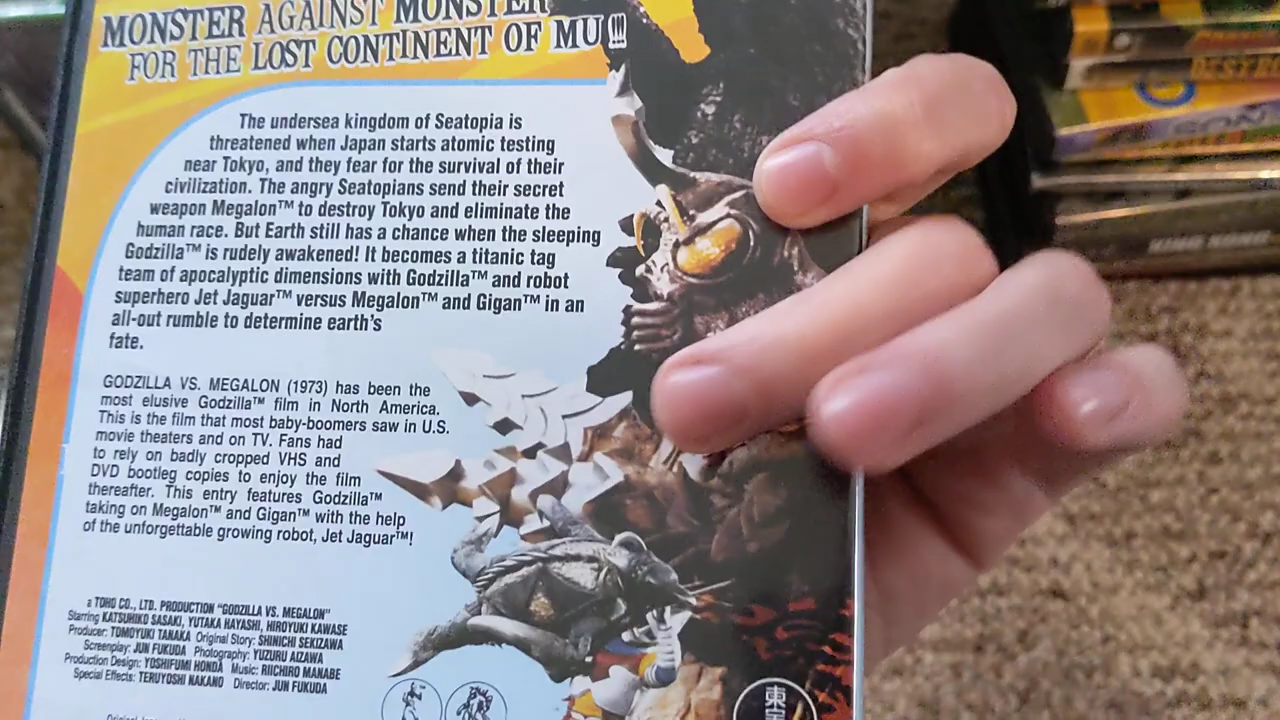 MONSTER AGAINST MONSTER
FOR THE LOST CONTINENT OF MU!!!
The undersea kingdom of Seatopia is
threatened when Japan starts atomic testing
near Tokyo, and they fear for the survival of their
civilization. The angry Seatopians send their secret
weapon Megalon™ to destroy Tokyo and eliminate the
human race. But Earth still has a chance when the sleeping
Godzilla™ is rudely awakened! It becomes a titanic tag
team of apocalyptic dimensions with Godzilla™ and robot
superhero Jet Jaguar™ versus Megalon™ and Gigan™ in an
all-out rumble to determine earth's
fate.
GODZILLA VS. MEGALON (1973) has been the
most elusive Godzilla™ film in North America.
This is the film that most baby-boomers saw in U.S.
movie theaters and on TV. Fans had
to rely on badly cropped VHS and
DVD bootleg copies to enjoy the film
thereafter. This entry features Godzilla™
taking on Megalon™ and Gigan™ with the help
of the unforgettable growing robot, Jet Jaguar™!
a TOHO CO., LTD. PRODUCTION "GODZILLA VS. MEGALON"
Starring KATSUHIKO SASAKI, YUTAKA HAYASHI, HIROYUKI KAWASE
Producer: TOMOYUKI TANAKA Original Story: SHINICHI SEKIZAWA
Screenplay: JUN FUKUDA Photography: YUZURU AIZAWA
Production Design: YOSHIFUMI HONDA Music: RIICHIRO MANABE
Special Effects: TERUYOSHI NAKANO Director: JUN FUKUDA